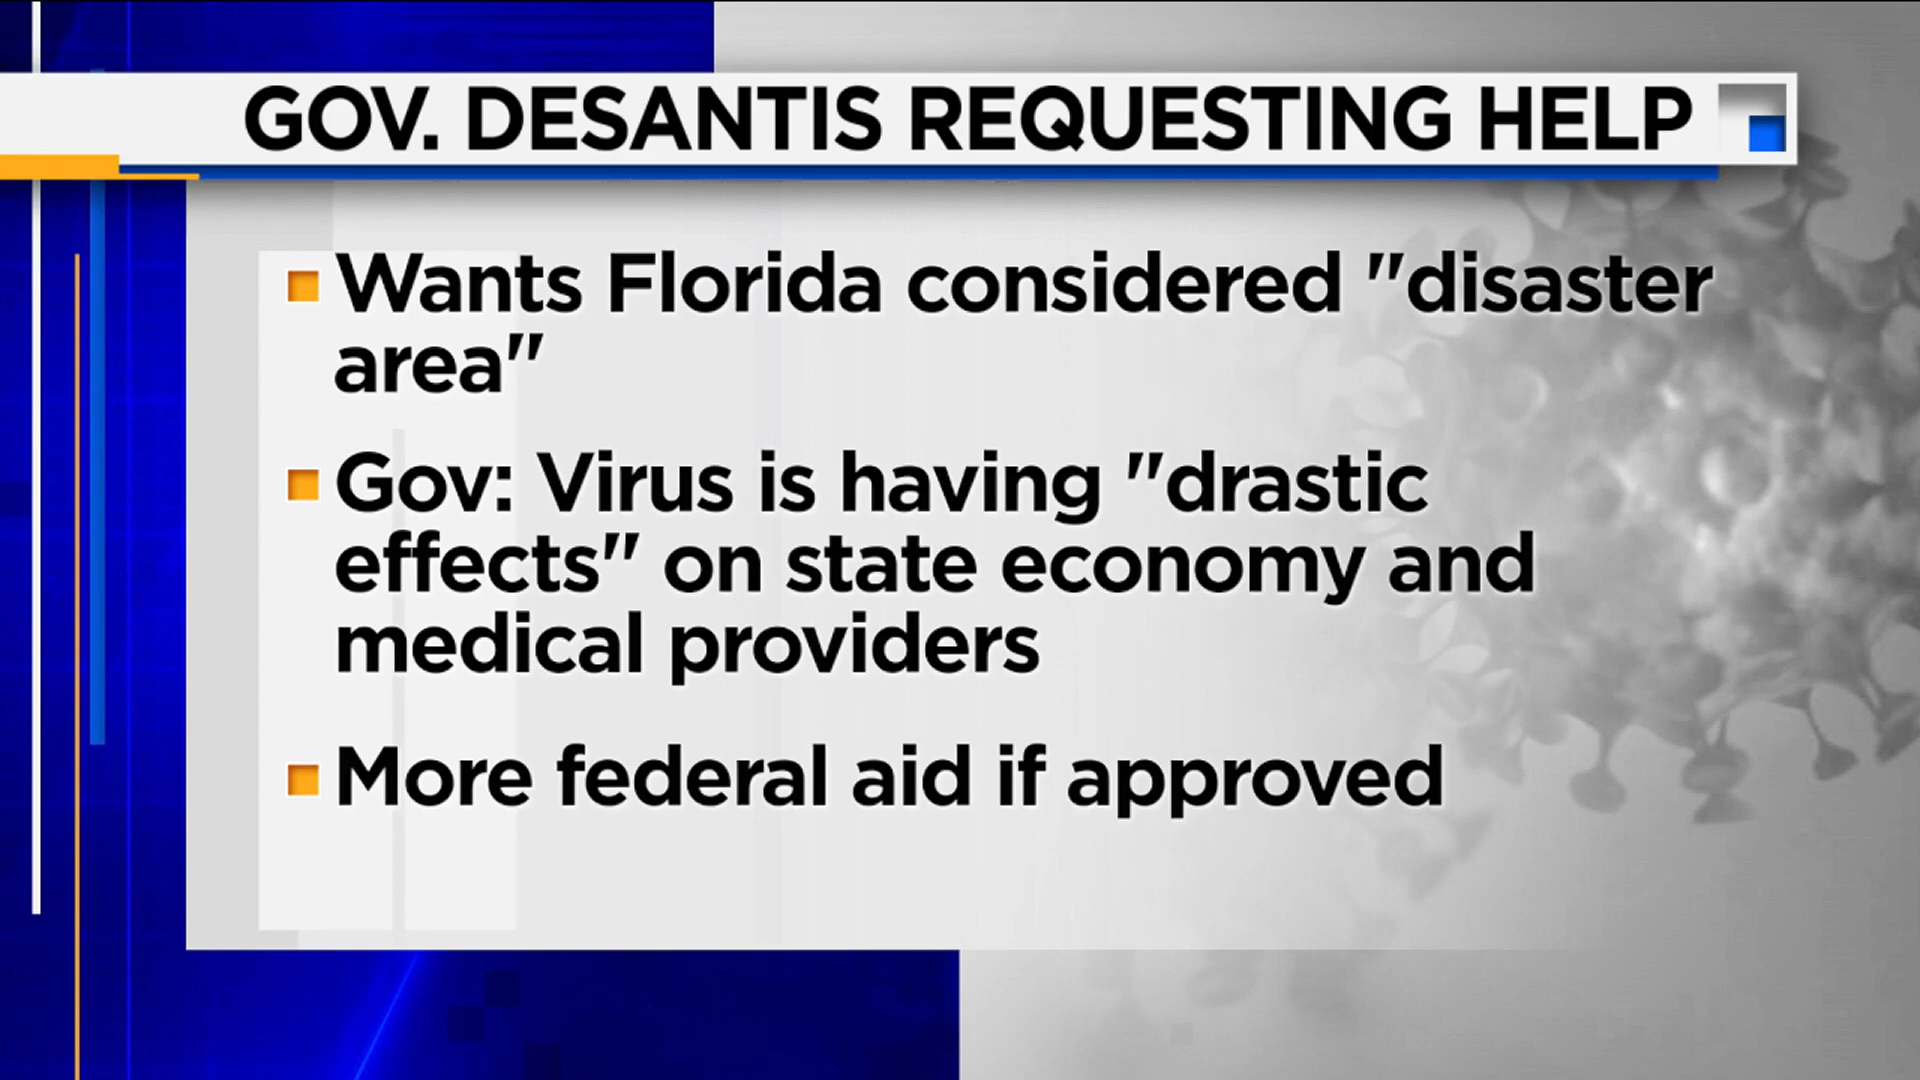 GOV. DESANTIS REQUESTING HELP
Wants Florida considered "disaster
area"
Gov: Virus is having "drastic
effects" on state economy and
medical providers
More federal aid if approved